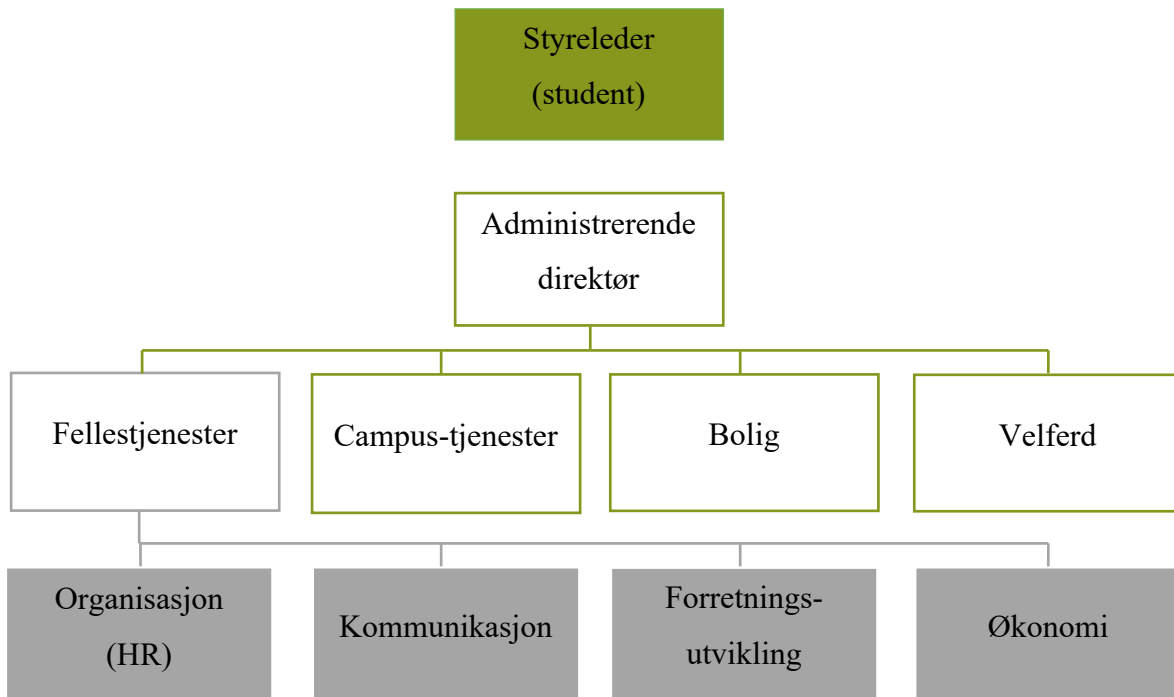 Styreleder
(student)
Administrerende
direktør
Fellestjenester
Campus-tjenester
Bolig
Velferd
Organisasjon
(HR)
Kommunikasjon
Forretnings-
utvikling
Økonomi